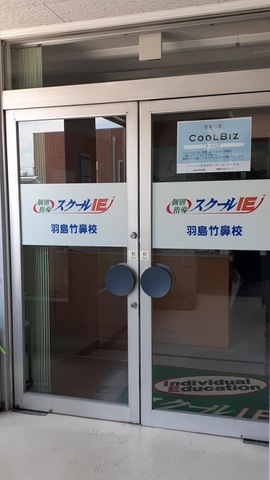 お知らせ
COOLBIZ
個別
指導
スクールIE
羽島竹鼻校
個別
指導
スクールIE
羽島竹鼻校
Individual
Education